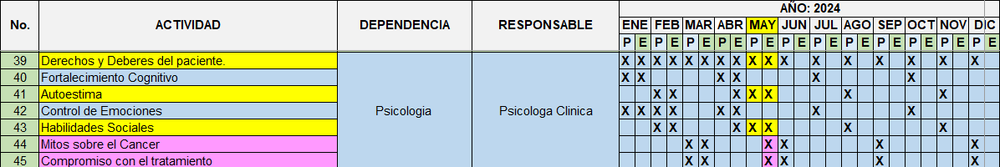 AÑO: 2024
No. ACTIVIDAD DEPENDENCIA RESPONSABLE ENE FEB MAR ABR MAY JUN JUL AGO SEP OCT NOV DIC
P E P E P E P E P E P E P E P E P E P E P E P E
39 Derechos y Deberes del paciente. X X X X X X X X X X X X X X X X X
40 Fortalecimiento Cognitivo X X X X X X
41 Autoestima X X X X X X X
42 Control de Emociones Psicologia Psicologa Clinica X X X X X X X X
43 Habilidades Sociales X X X X X X X
44 Mitos sobre el Cancer X X X X X X
45 Compromiso con el tratamiento X X X X X X